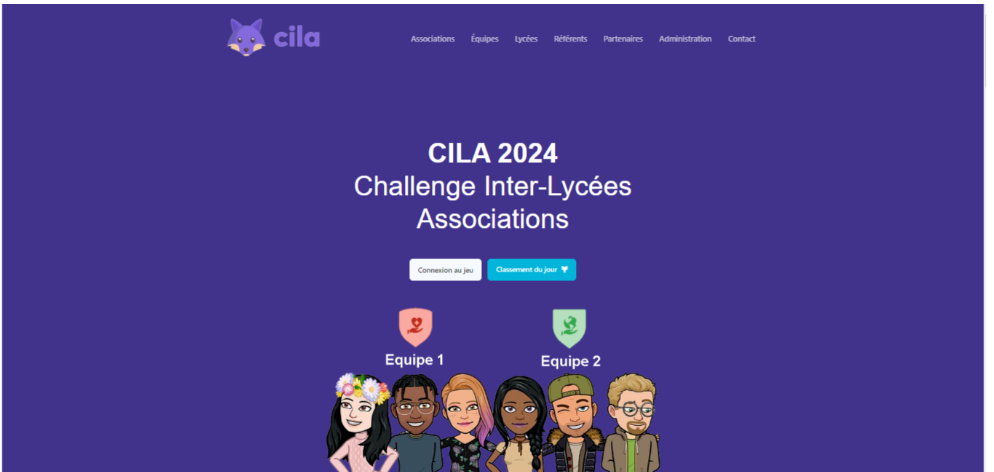 cila
Associations Équipes Lycées Référents Partenaires Administration Contact
CILA 2024
Challenge Inter-Lycées
Associations
Connexion au jeu Classement du jour
Equipe 1 Equipe 2